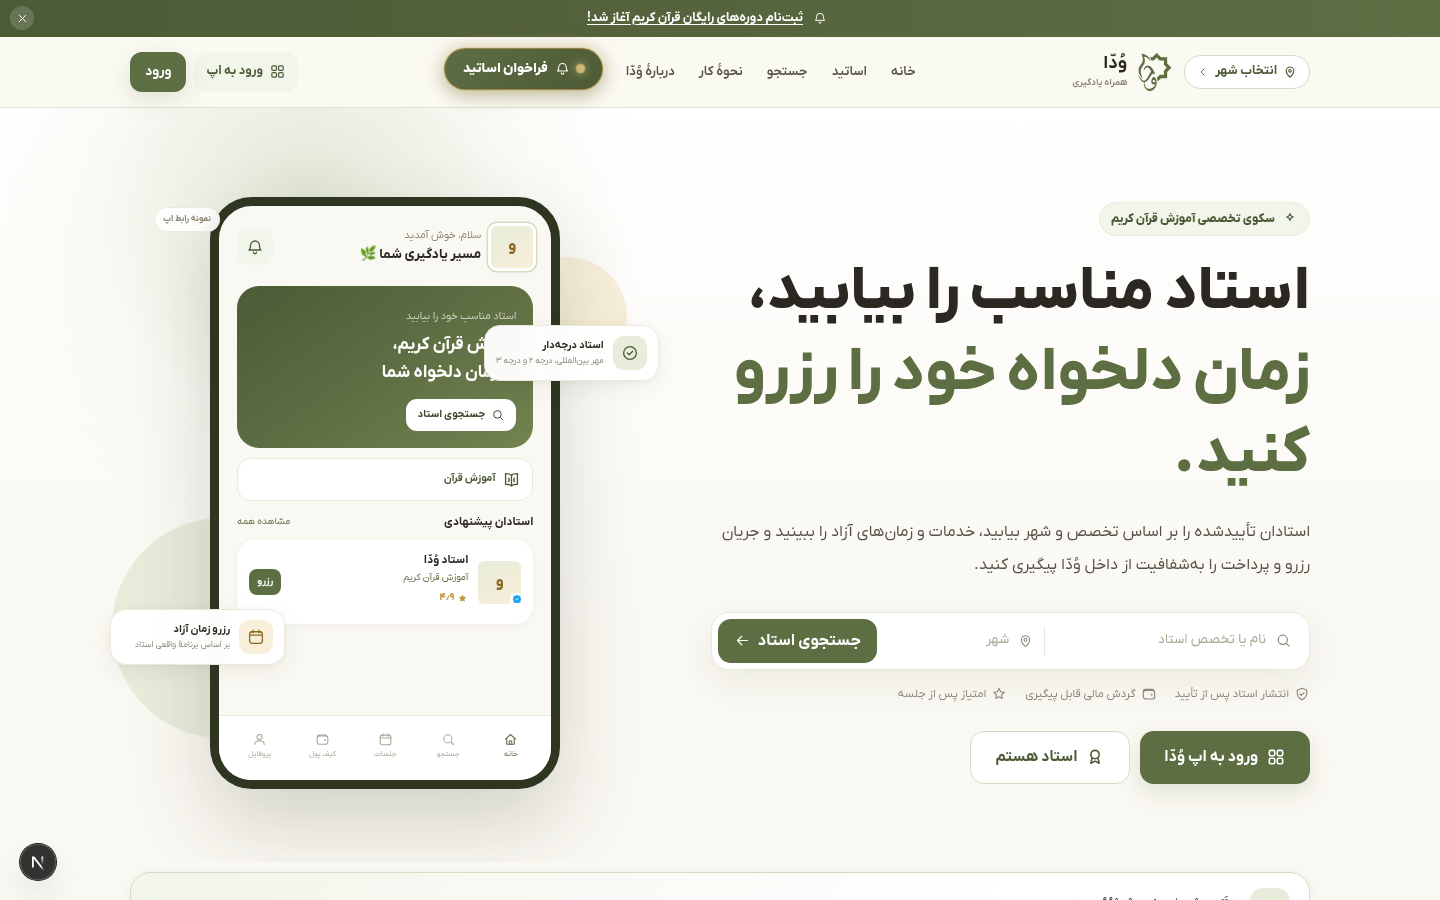 ثبت‌نام دوره‌های رایگان قرآن کریم آغاز شد!
انتخاب شهر
وُدّا
همراه یادگیری
خانه
اساتید
جستجو
نحوهٔ کار
دربارهٔ وُدّا
فراخوان اساتید
ورود به اپ
ورود
سکوی تخصصی آموزش قرآن کریم
استاد مناسب را بیابید،
زمان دلخواه خود را رزرو
کنید.
استادان تأییدشده را بر اساس تخصص و شهر بیابید، خدمات و زمان‌های آزاد را ببینید و جریان
رزرو و پرداخت را به‌شفافیت از داخل وُدّا پیگیری کنید.
نام یا تخصص استاد
شهر
جستجوی استاد
انتشار استاد پس از تأیید
گردش مالی قابل پیگیری
امتیاز پس از جلسه
ورود به اپ وُدّا
استاد هستم
نمونه رابط اپ
و
سلام، خوش آمدید
مسیر یادگیری شما
استاد مناسب خود را بیابید
قرآن کریم،
دلخواه شما
جستجوی استاد
استاد درجه‌دار
مهر بین‌المللی، درجه ۲ و درجه ۳
آموزش قرآن
استادان پیشنهادی
مشاهده همه
و
استاد وُدّا
آموزش قرآن کریم
۴٫۹
رزرو
رزرو زمان آزاد
بر اساس برنامهٔ واقعی استاد
خانه
جستجو
جلسات
کیف پول
پروفایل
N